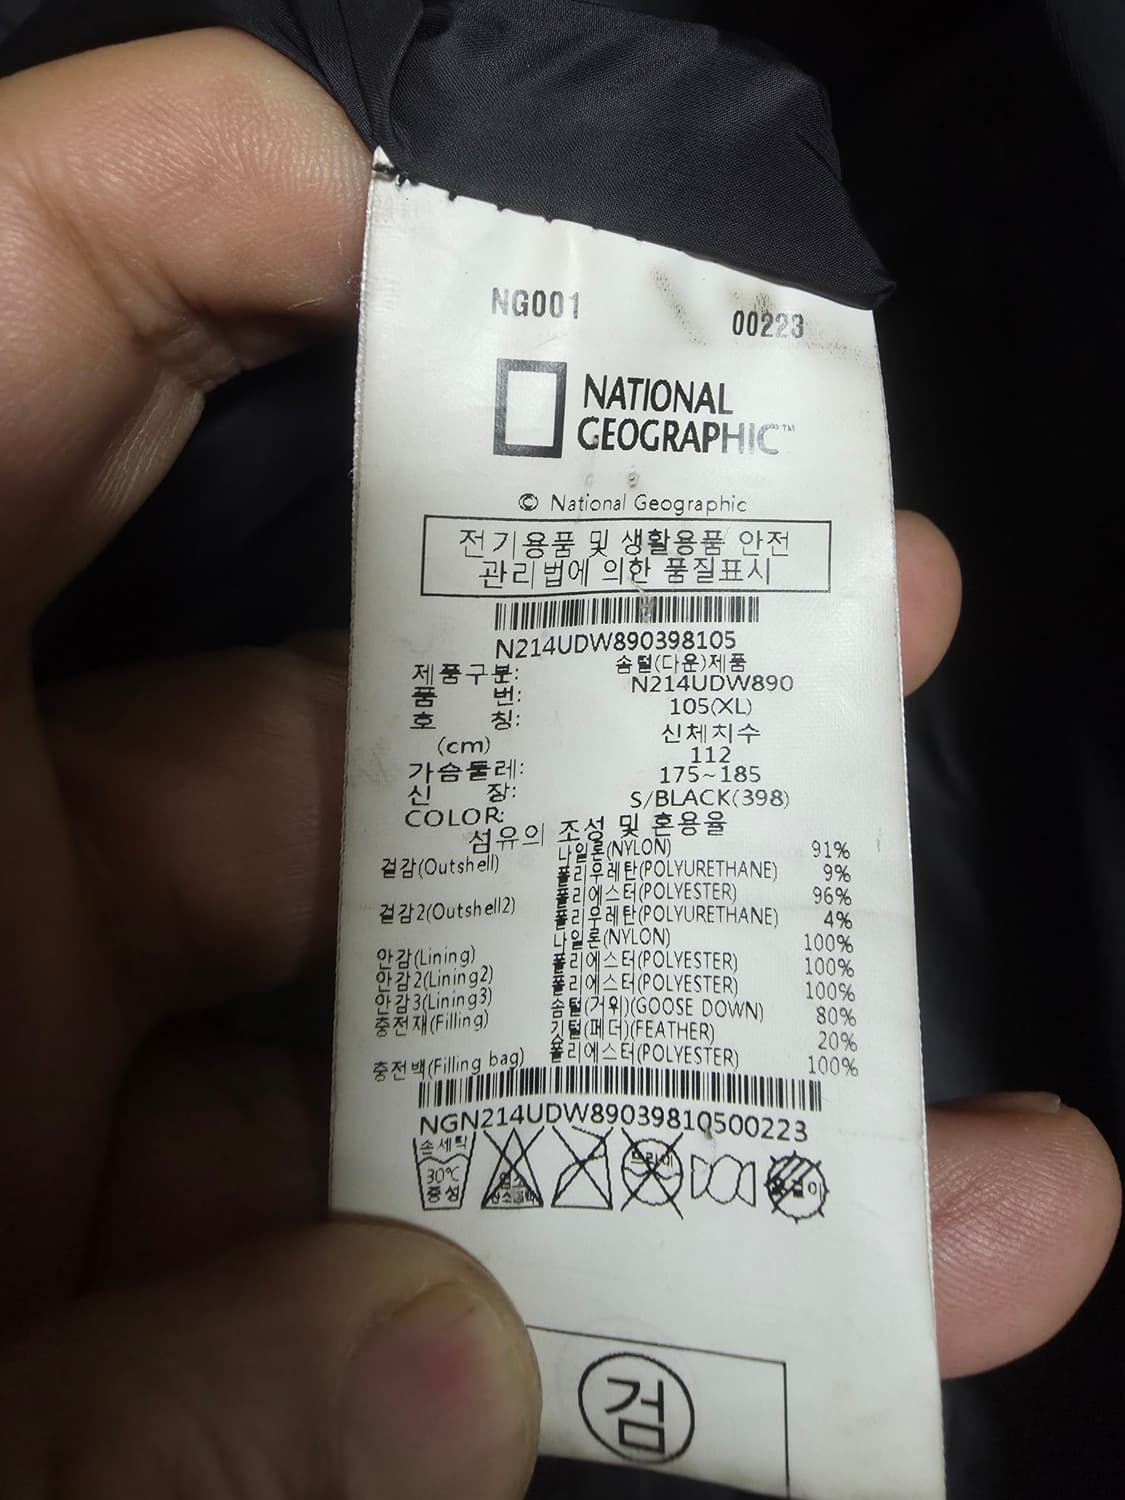 NG001 00223
NATIONAL
GEOGRAPHIC™
© National Geographic
전기용품 및 생활용품 안전
관리법에 의한 품질표시
N214UDW890398105
제품구분: 솜털(다운)제품
품 번: N214UDW890
호 칭: 105(XL)
(cm) 신체치수
가슴둘레: 112
신 장: 175~185
COLOR: S/BLACK(398)
섬유의 조성 및 혼용율
겉감(Outshell) 나일론(NYLON) 91%
폴리우레탄(POLYURETHANE) 9%
겉감2(Outshell2) 폴리에스터(POLYESTER) 96%
폴리우레탄(POLYURETHANE) 4%
안감(Lining) 나일론(NYLON) 100%
안감2(Lining2) 폴리에스터(POLYESTER) 100%
안감3(Lining3) 폴리에스터(POLYESTER) 100%
충전재(Filling) 솜털(거위)(GOOSE DOWN) 80%
깃털(페더)(FEATHER) 20%
충전백(Filling bag) 폴리에스터(POLYESTER) 100%
NGN214UDW89039810500223
손세탁
30℃
중성
드라이
검